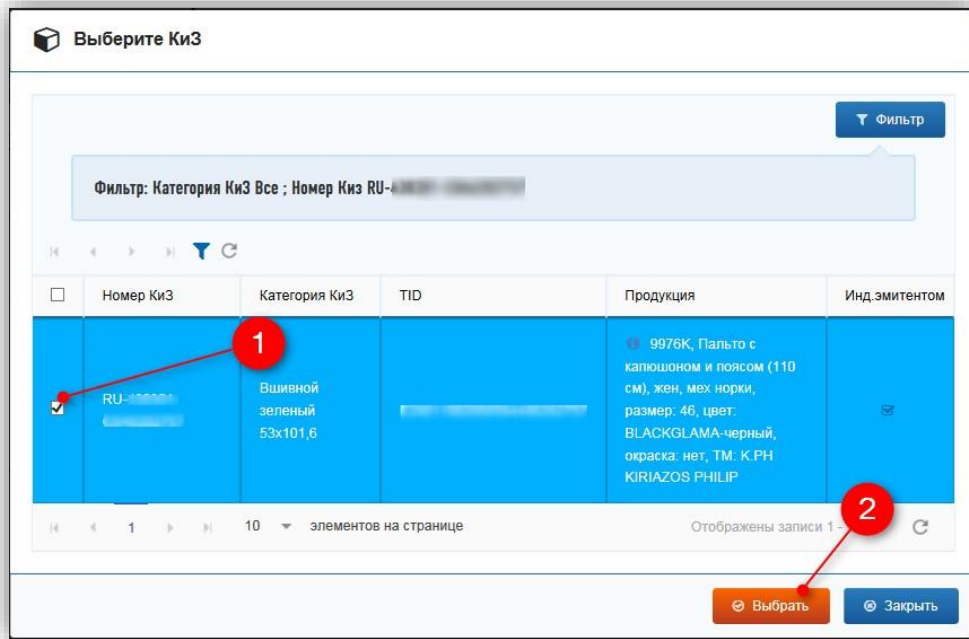 Выберите КиЗ
Фильтр
Фильтр: Категория КиЗ Все ; Номер Киз RU-
Номер КиЗ Категория КиЗ TID Продукция Инд.эмитентом
1
RU-
Вшивной
зеленый
53x101,6
9976K, Пальто с
капюшоном и поясом (110
см), жен, мех норки,
размер: 46, цвет:
BLACKGLAMA-черный,
окраска: нет, ТМ: K.PH
KIRIAZOS PHILIP
1 10 элементов на странице Отображены записи 1 -
2
Выбрать Закрыть